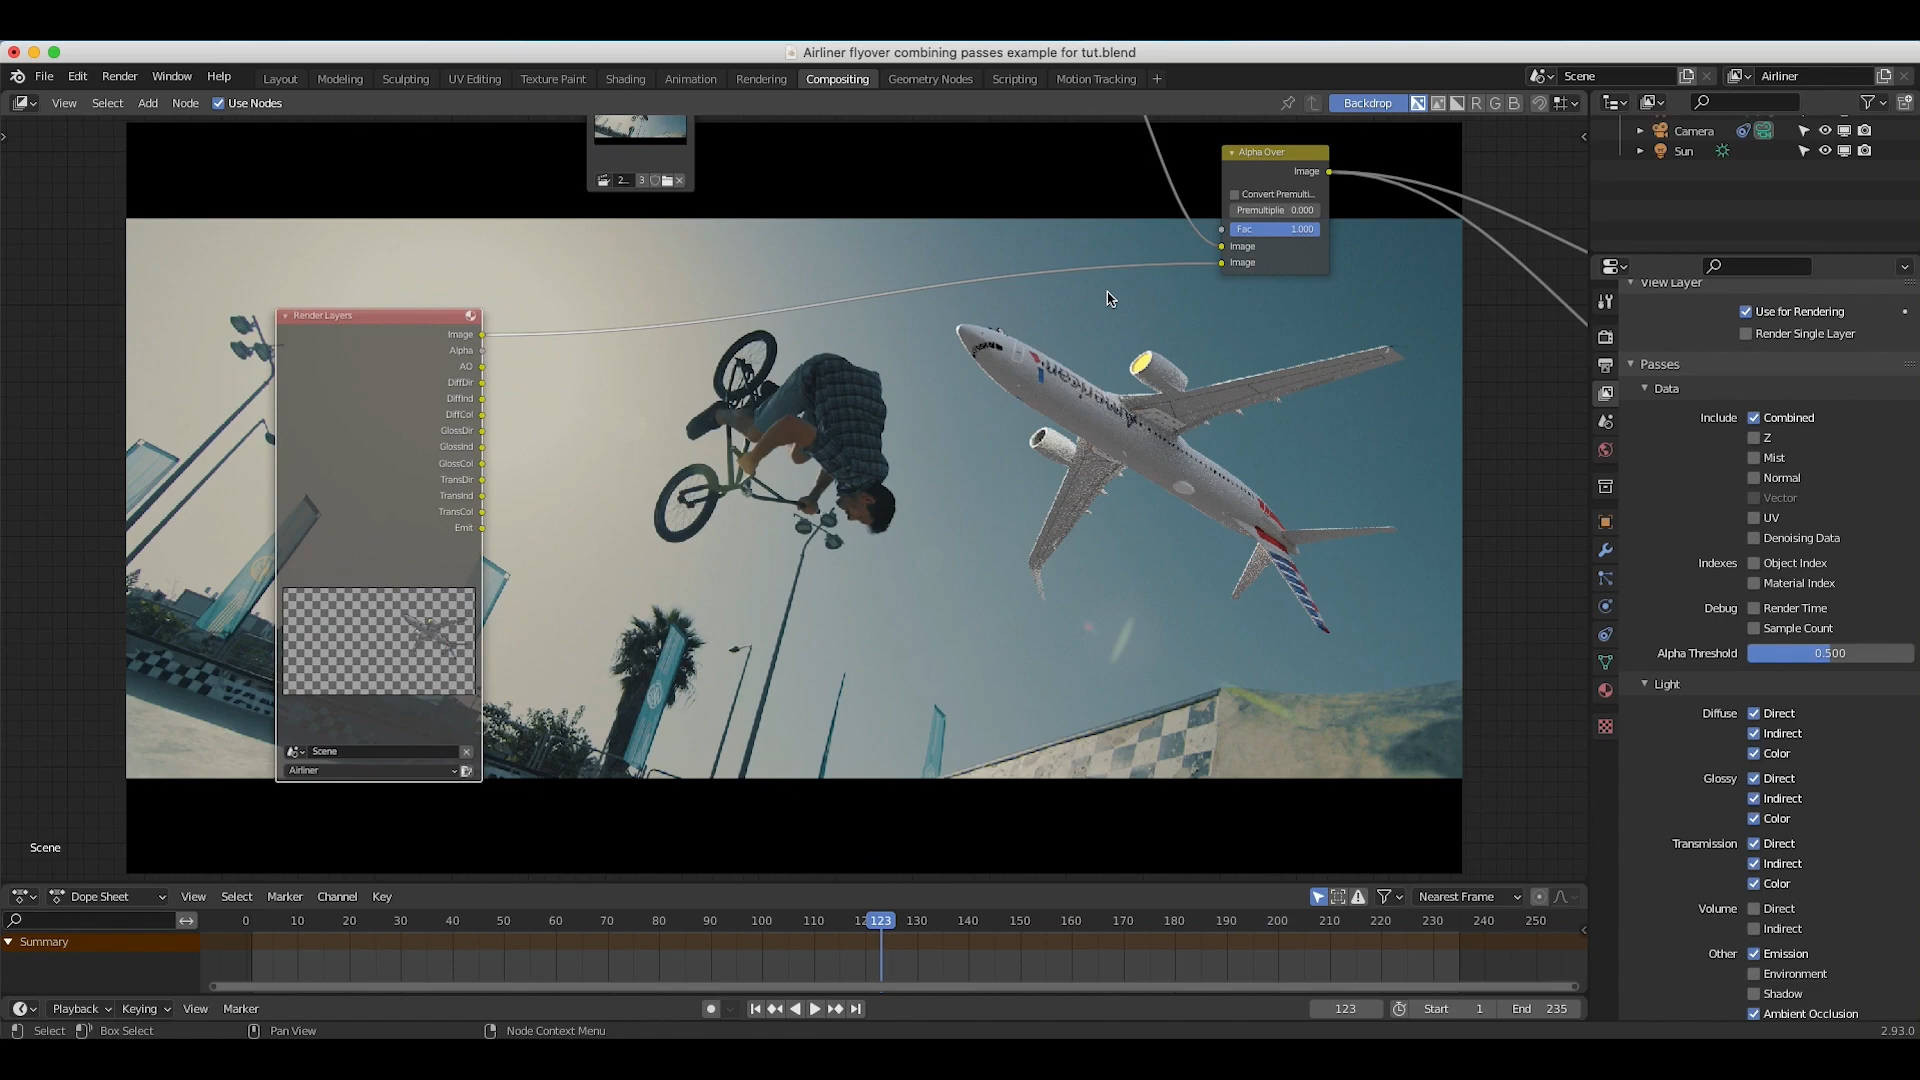 Airliner flyover combining passes example for tut.blend
File Edit Render Window Help Layout Modeling Sculpting UV Editing Texture Paint Shading Animation Rendering Compositing Geometry Nodes Scripting Motion Tracking + Scene Airliner
View Select Add Node Use Nodes Backdrop R G B
Camera
Sun
2... 3
Alpha Over
Image
Convert Premulti...
Premultiplie 0.000
Fac 1.000
Image
Image
Render Layers
Image
Alpha
AO
DiffDir
DiffInd
DiffCol
GlossDir
GlossInd
GlossCol
TransDir
TransInd
TransCol
Emit
Scene
Airliner
American
Scene
View Layer
Use for Rendering
Render Single Layer
Passes
Data
Include Combined
Z
Mist
Normal
Vector
UV
Denoising Data
Indexes Object Index
Material Index
Debug Render Time
Sample Count
Alpha Threshold 0.500
Light
Diffuse Direct
Indirect
Color
Glossy Direct
Indirect
Color
Transmission Direct
Indirect
Color
Volume Direct
Indirect
Other Emission
Environment
Shadow
Ambient Occlusion
Dope Sheet View Select Marker Channel Key Nearest Frame
0 10 20 30 40 50 60 70 80 90 100 110 12 123 130 140 150 160 170 180 190 200 210 220 230 240 250
Summary
Playback Keying View Marker 123 Start 1 End 235
Select Box Select Pan View Node Context Menu 2.93.0